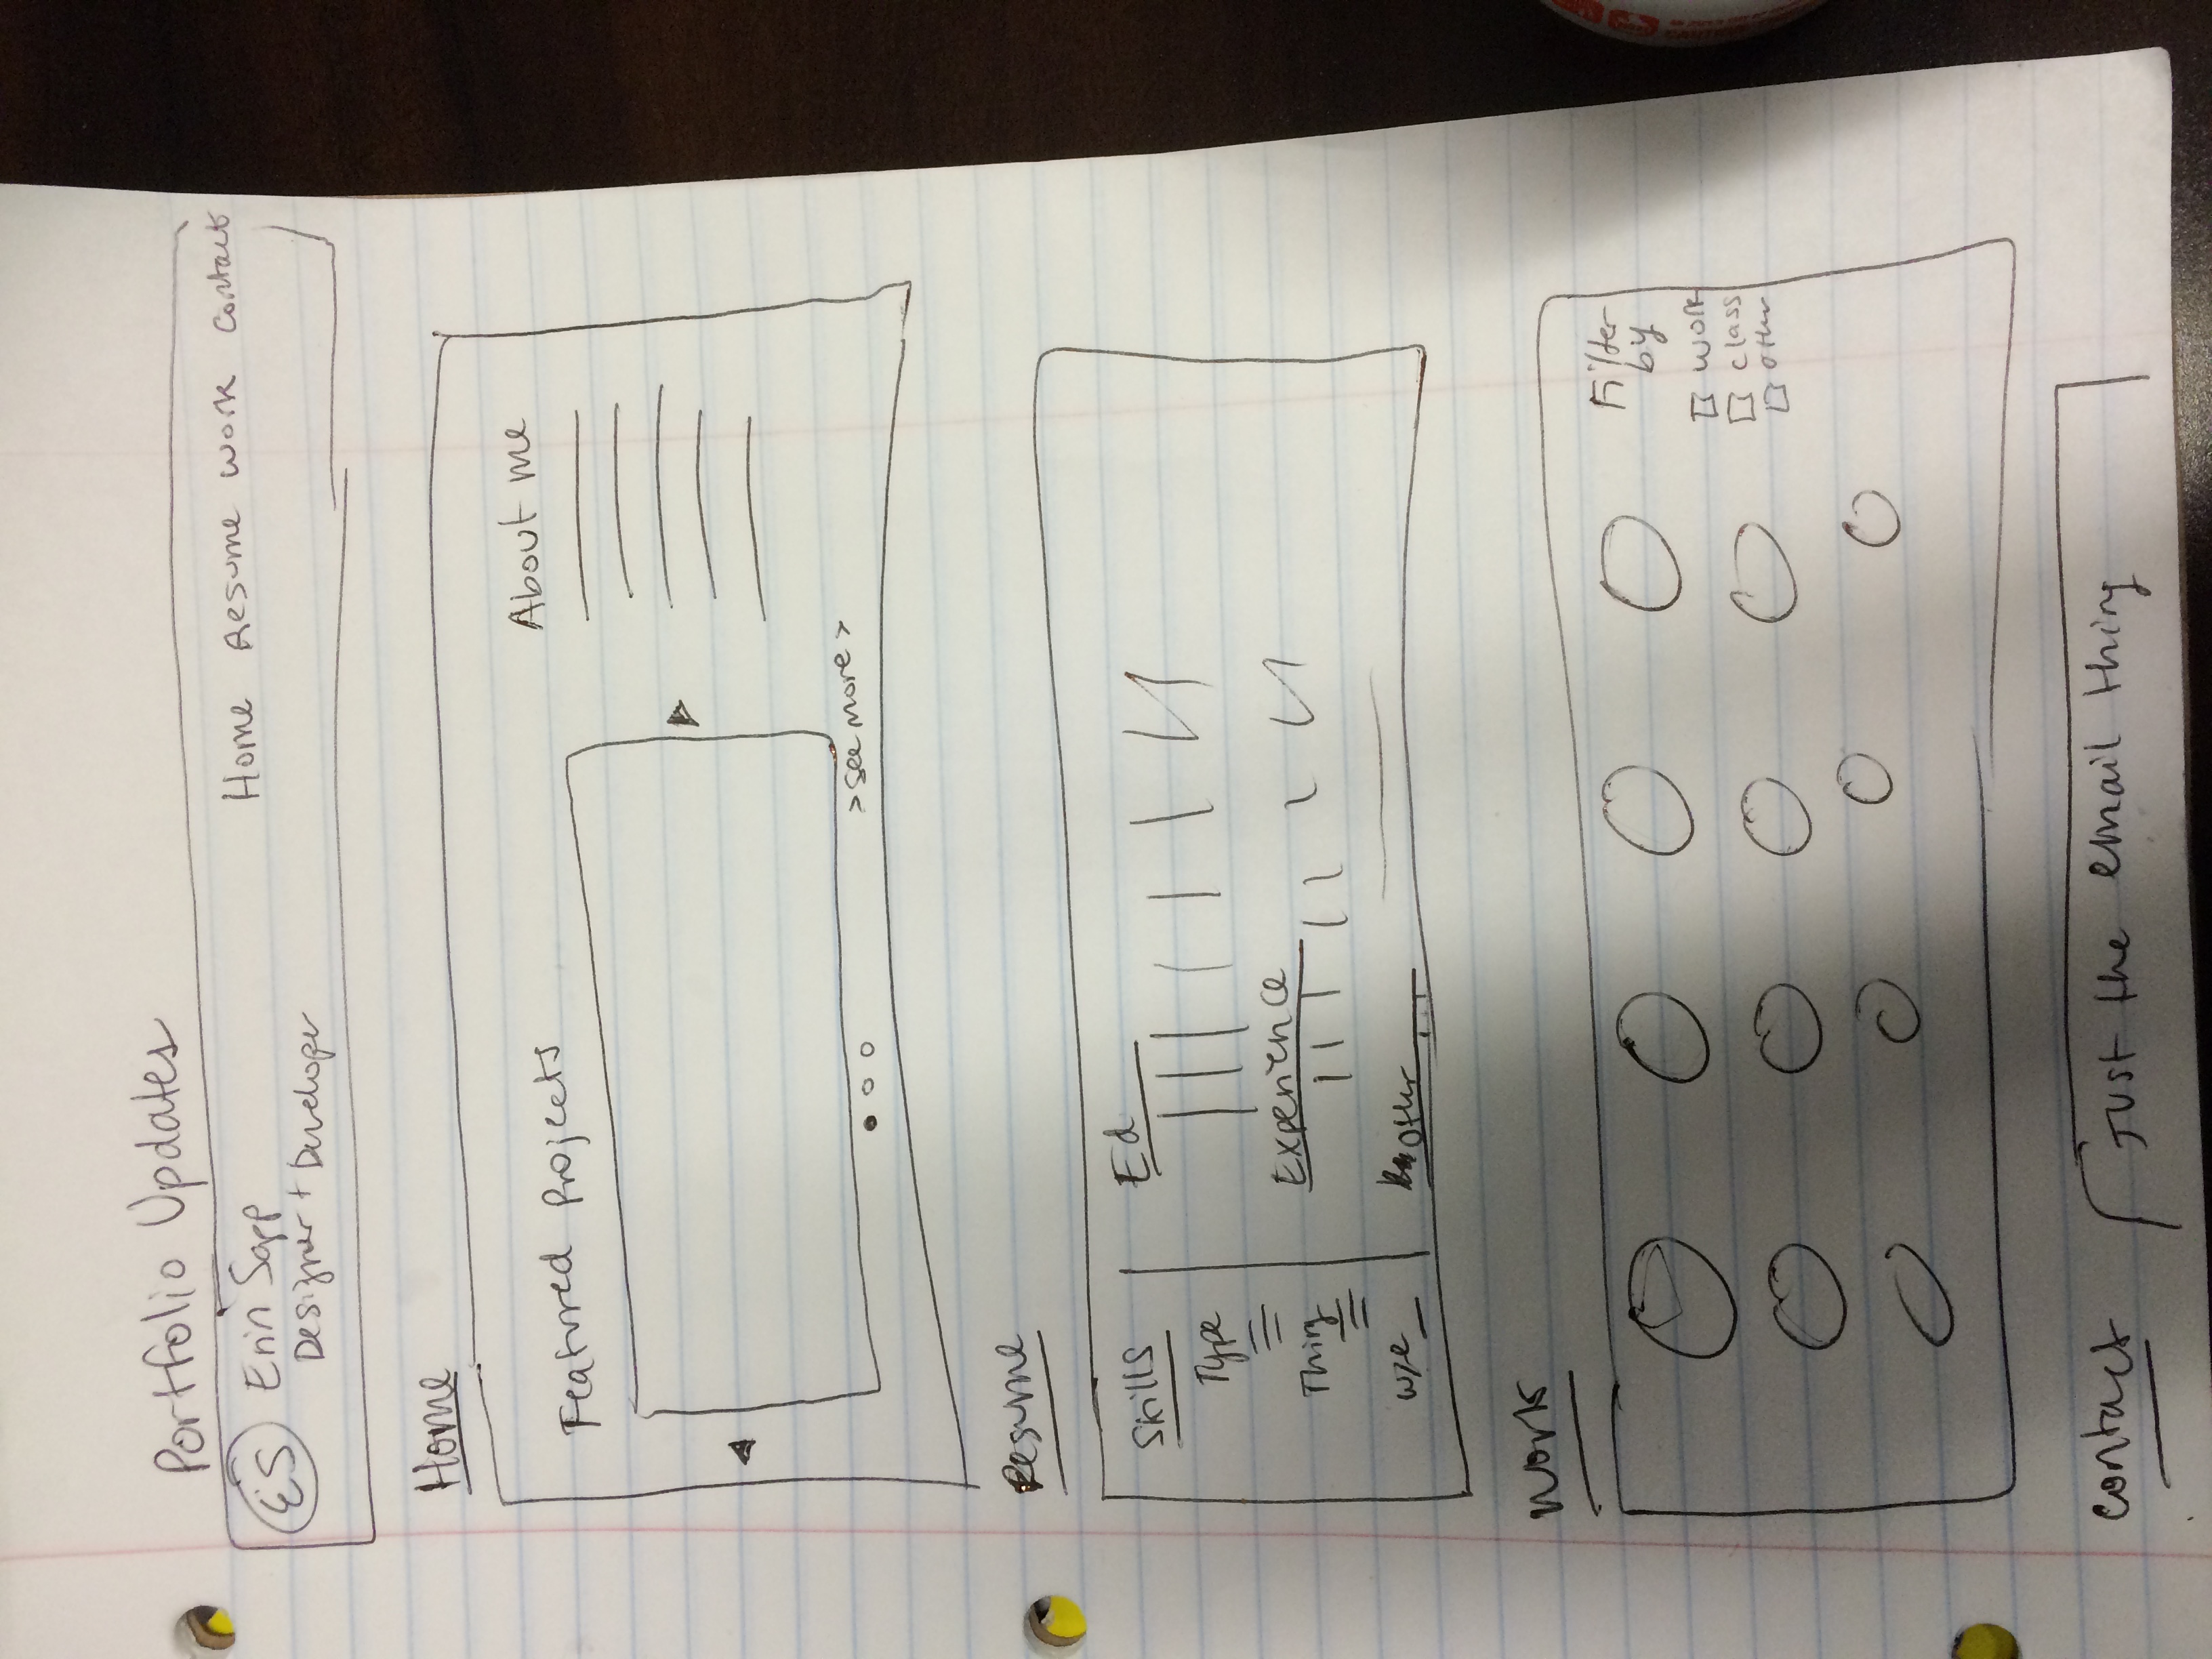 Portfolio Updates
ES
Erin Sapp
Designer + Developer
Home Resume Work Contact
Home
Featured Projects
About me
>see more>
Resume
Skills
Type
Thing
Ed
Experience
Other
Work
Filter
by
work
class
other
Contact
Just the email thing